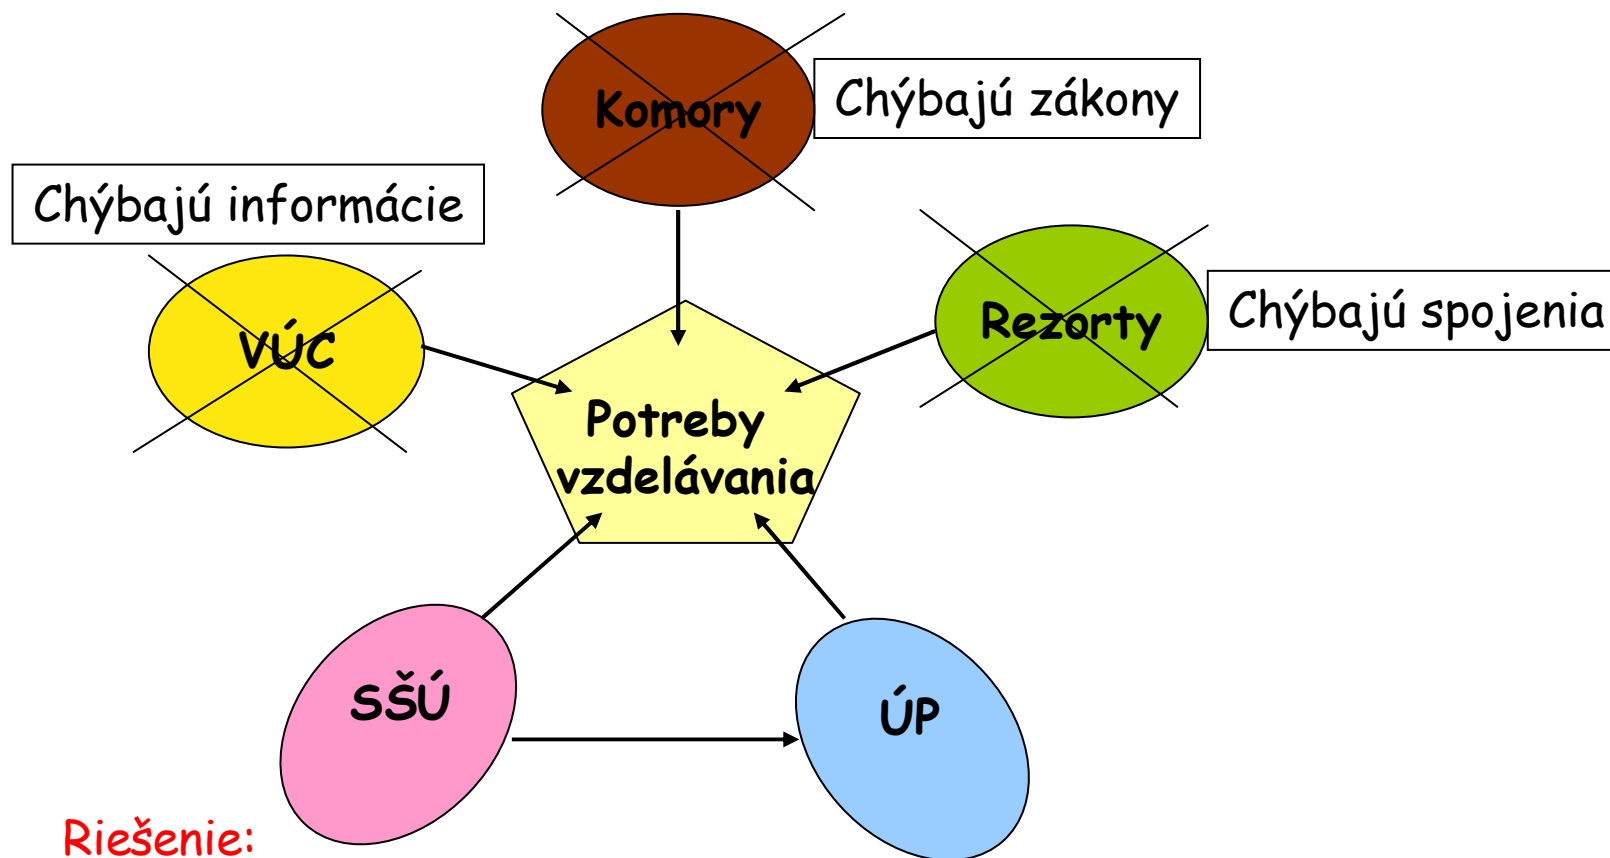 Komory
Chýbajú zákony
Chýbajú informácie
VÚC
Rezorty
Chýbajú spojenia
Potreby
vzdelávania
SŠÚ
ÚP
Riešenie: